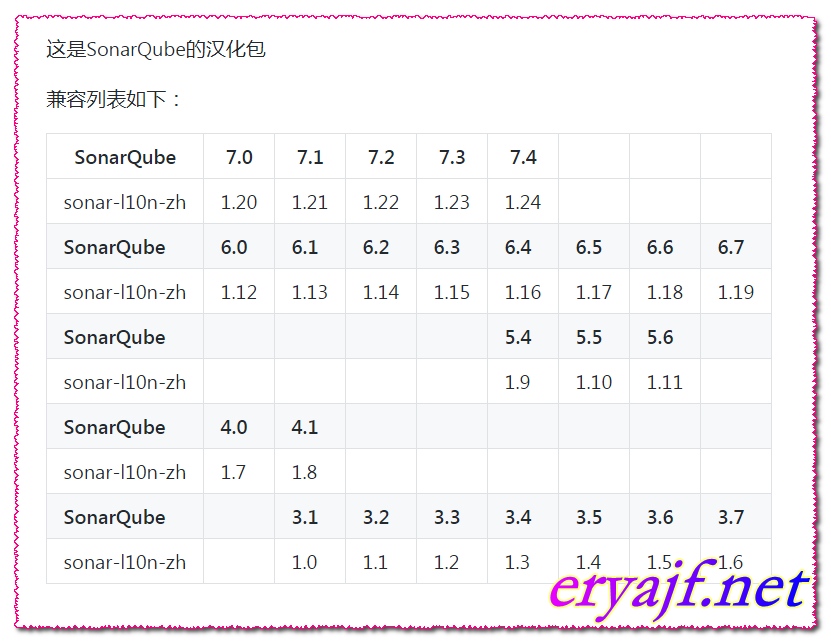 这是SonarQube的汉化包
兼容列表如下：
SonarQube 7.0 7.1 7.2 7.3 7.4
sonar-l10n-zh 1.20 1.21 1.22 1.23 1.24
SonarQube 6.0 6.1 6.2 6.3 6.4 6.5 6.6 6.7
sonar-l10n-zh 1.12 1.13 1.14 1.15 1.16 1.17 1.18 1.19
SonarQube 5.4 5.5 5.6
sonar-l10n-zh 1.9 1.10 1.11
SonarQube 4.0 4.1
sonar-l10n-zh 1.7 1.8
SonarQube 3.1 3.2 3.3 3.4 3.5 3.6 3.7
sonar-l10n-zh 1.0 1.1 1.2 1.3 1.4 1.5 1.6
eryajf.net